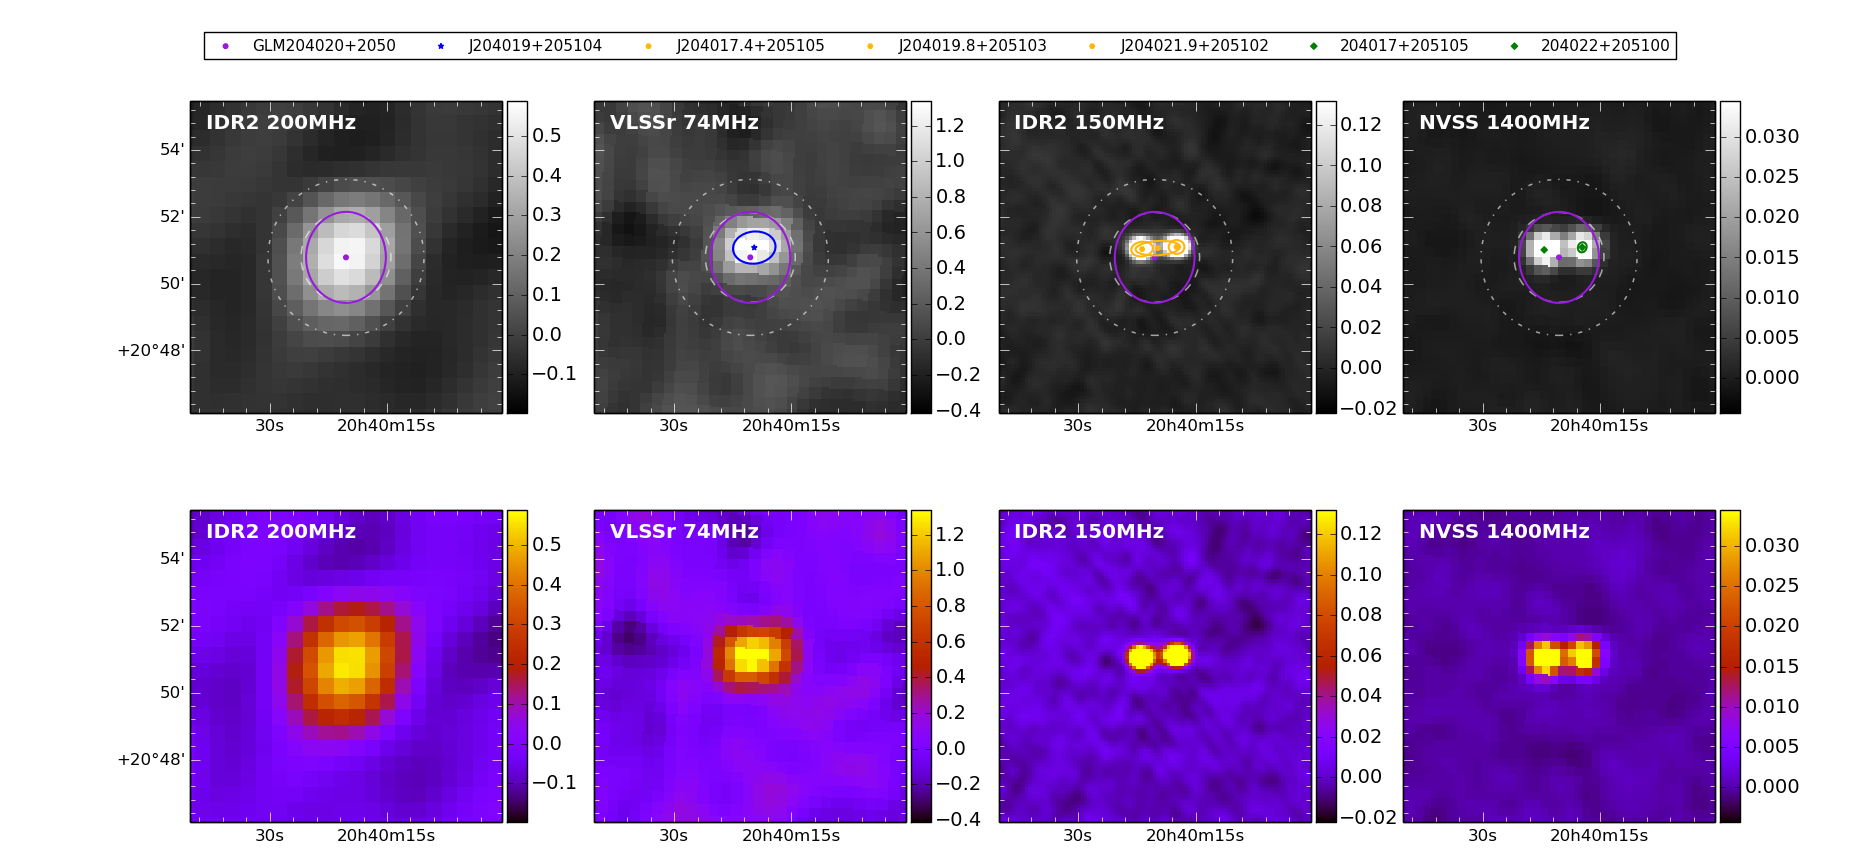 GLM204020+2050 J204019+205104 J204017.4+205105 J204019.8+205103 J204021.9+205102 204017+205105 204022+205100
IDR2 200MHz VLSSr 74MHz IDR2 150MHz NVSS 1400MHz
54' 52' 50' +20°48'
0.5 0.4 0.3 0.2 0.1 0.0 −0.1
1.2 1.0 0.8 0.6 0.4 0.2 0.0 −0.2 −0.4
0.12 0.10 0.08 0.06 0.04 0.02 0.00 −0.02
0.030 0.025 0.020 0.015 0.010 0.005 0.000
30s 20h40m15s 30s 20h40m15s 30s 20h40m15s 30s 20h40m15s
IDR2 200MHz VLSSr 74MHz IDR2 150MHz NVSS 1400MHz
54' 52' 50' +20°48'
0.5 0.4 0.3 0.2 0.1 0.0 −0.1
1.2 1.0 0.8 0.6 0.4 0.2 0.0 −0.2 −0.4
0.12 0.10 0.08 0.06 0.04 0.02 0.00 −0.02
0.030 0.025 0.020 0.015 0.010 0.005 0.000
30s 20h40m15s 30s 20h40m15s 30s 20h40m15s 30s 20h40m15s